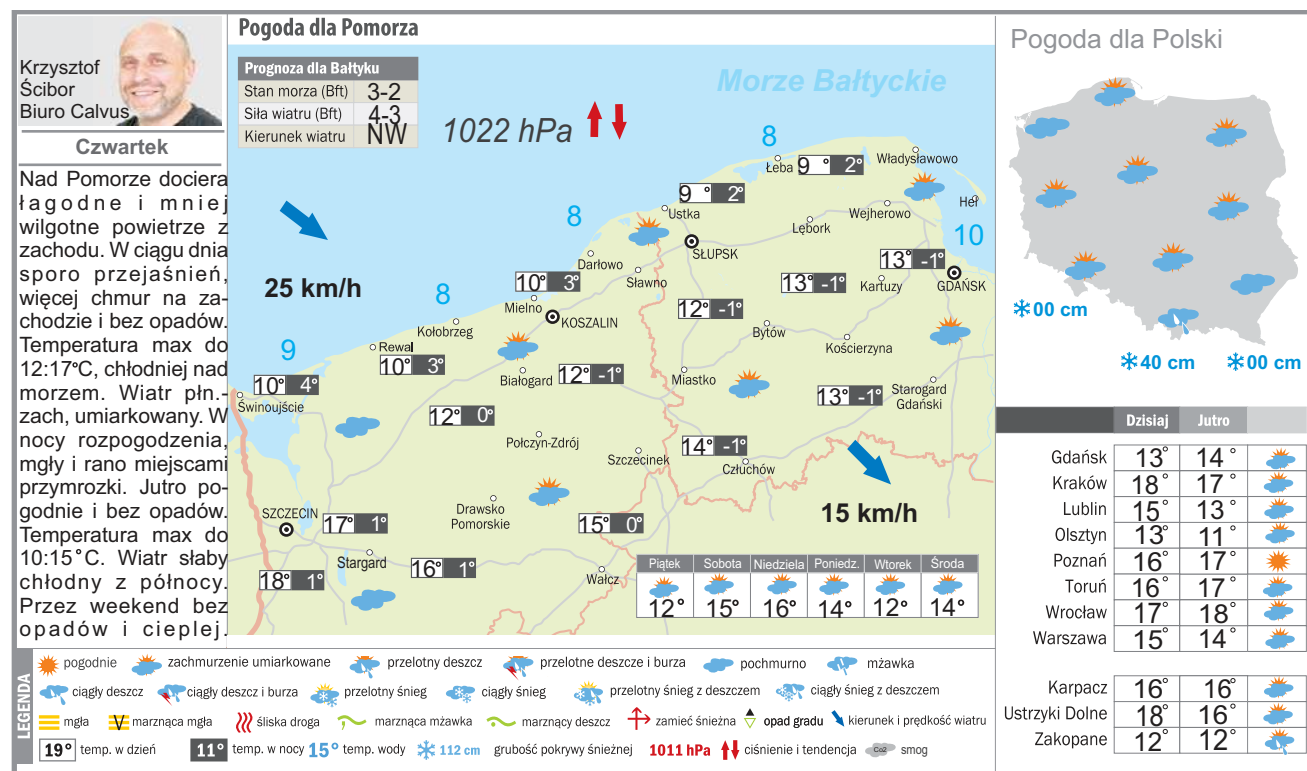 Krzysztof
Ścibor
Biuro Calvus
Czwartek
Nad Pomorze dociera
łagodne i mniej
wilgotne powietrze z
zachodu. W ciągu dnia
sporo przejaśnień,
więcej chmur na za-
chodzie i bez opadów.
Temperatura max do
12:17°C, chłodniej nad
morzem. Wiatr płn.-
zach, umiarkowany. W
nocy rozpogodzenia,
mgły i rano miejscami
przymrozki. Jutro po-
godnie i bez opadów.
Temperatura max do
10:15°C. Wiatr słaby
chłodny z północy.
Przez weekend bez
opadów i cieplej.
Pogoda dla Pomorza
Prognoza dla Bałtyku
Stan morza (Bft) 3-2
Siła wiatru (Bft) 4-3
Kierunek wiatru NW
1022 hPa
Morze Bałtyckie
8
Łeba 9° 2°
Władysławowo
Hel
9° 2°
Ustka
Wejherowo
Lębork
10
8
SŁUPSK
13° -1°
GDAŃSK
Darłowo
Sławno
13° -1°
Kartuzy
25 km/h
10° 3°
Mielno
KOSZALIN
8
Kołobrzeg
12° -1°
Bytów
Kościerzyna
Rewal
10° 3°
9
10° 4°
Świnoujście
Białogard
12° -1°
Miastko
13° -1°
Starogard
Gdański
12° 0°
Połczyn-Zdrój
Szczecinek
14° -1°
Człuchów
Drawsko
Pomorskie
15° 0°
15 km/h
SZCZECIN
17° 1°
Stargard
16° 1°
18° 1°
Wałcz
Piątek Sobota Niedziela Poniedz. Wtorek Środa
12° 15° 16° 14° 12° 14°
Pogoda dla Polski
00 cm
40 cm
00 cm
Dzisiaj Jutro
Gdańsk 13° 14°
Kraków 18° 17°
Lublin 15° 13°
Olsztyn 13° 11°
Poznań 16° 17°
Toruń 16° 17°
Wrocław 17° 18°
Warszawa 15° 14°
Karpacz 16° 16°
Ustrzyki Dolne 18° 16°
Zakopane 12° 12°
LEGENDA
pogodnie zachmurzenie umiarkowane przelotny deszcz przelotne deszcze i burza pochmurno mżawka
ciągły deszcz ciągły deszcz i burza przelotny śnieg ciągły śnieg przelotny śnieg z deszczem ciągły śnieg z deszczem
mgła marznąca mgła śliska droga marznąca mżawka marznący deszcz zamieć śnieżna opad gradu kierunek i prędkość wiatru
19° temp. w dzień 11° temp. w nocy 15° temp. wody 112 cm grubość pokrywy śnieżnej 1011 hPa ciśnienie i tendencja Co2 smog